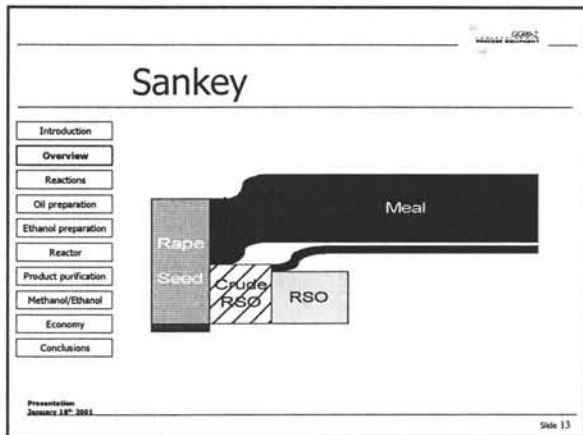 Sankey
Introduction
Overview
Reactions
Oil preparation
Ethanol preparation
Reactor
Product purification
Methanol/Ethanol
Economy
Conclusions
Meal
Rape
Seed
Crude
RSO
RSO
Presentation
January 18th 2001
Slide 13